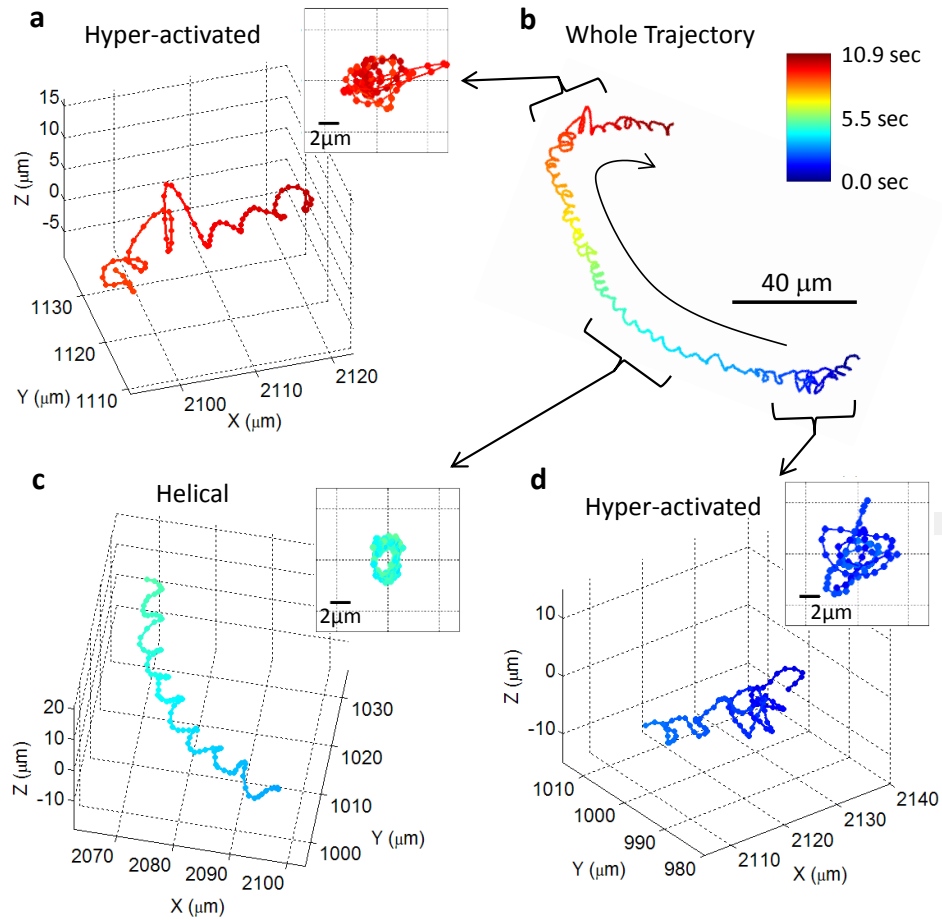 a
Hyper-activated
2μm
15
10
5
0
-5
Z (μm)
1130
1120
1110
Y (μm)
2100
2110
2120
X (μm)
b
Whole Trajectory
10.9 sec
5.5 sec
0.0 sec
40 μm
c
Helical
2μm
20
10
0
-10
Z (μm)
2070
2080
2090
2100
X (μm)
1030
1020
1010
1000
Y (μm)
d
Hyper-activated
2μm
10
0
-10
Z (μm)
1010
1000
990
980
Y (μm)
2110
2120
2130
2140
X (μm)